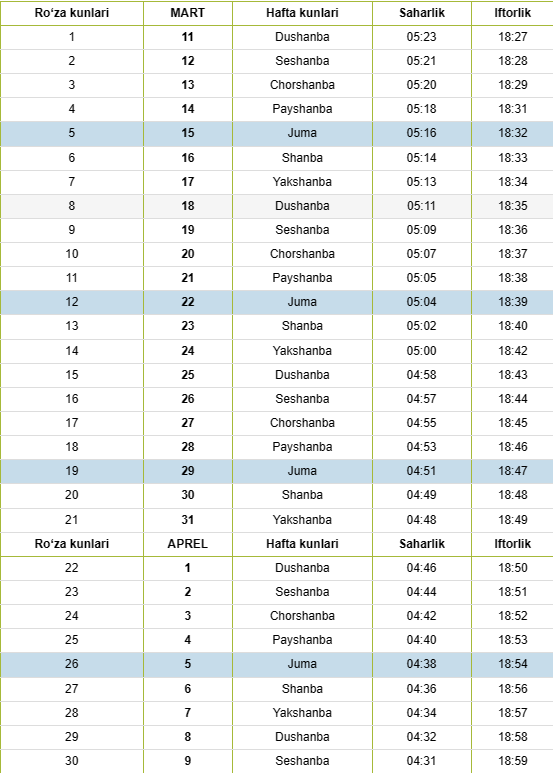 Ro‘za kunlari MART Hafta kunlari Saharlik Iftorlik
1 11 Dushanba 05:23 18:27
2 12 Seshanba 05:21 18:28
3 13 Chorshanba 05:20 18:29
4 14 Payshanba 05:18 18:31
5 15 Juma 05:16 18:32
6 16 Shanba 05:14 18:33
7 17 Yakshanba 05:13 18:34
8 18 Dushanba 05:11 18:35
9 19 Seshanba 05:09 18:36
10 20 Chorshanba 05:07 18:37
11 21 Payshanba 05:05 18:38
12 22 Juma 05:04 18:39
13 23 Shanba 05:02 18:40
14 24 Yakshanba 05:00 18:42
15 25 Dushanba 04:58 18:43
16 26 Seshanba 04:57 18:44
17 27 Chorshanba 04:55 18:45
18 28 Payshanba 04:53 18:46
19 29 Juma 04:51 18:47
20 30 Shanba 04:49 18:48
21 31 Yakshanba 04:48 18:49
Ro‘za kunlari APREL Hafta kunlari Saharlik Iftorlik
22 1 Dushanba 04:46 18:50
23 2 Seshanba 04:44 18:51
24 3 Chorshanba 04:42 18:52
25 4 Payshanba 04:40 18:53
26 5 Juma 04:38 18:54
27 6 Shanba 04:36 18:56
28 7 Yakshanba 04:34 18:57
29 8 Dushanba 04:32 18:58
30 9 Seshanba 04:31 18:59